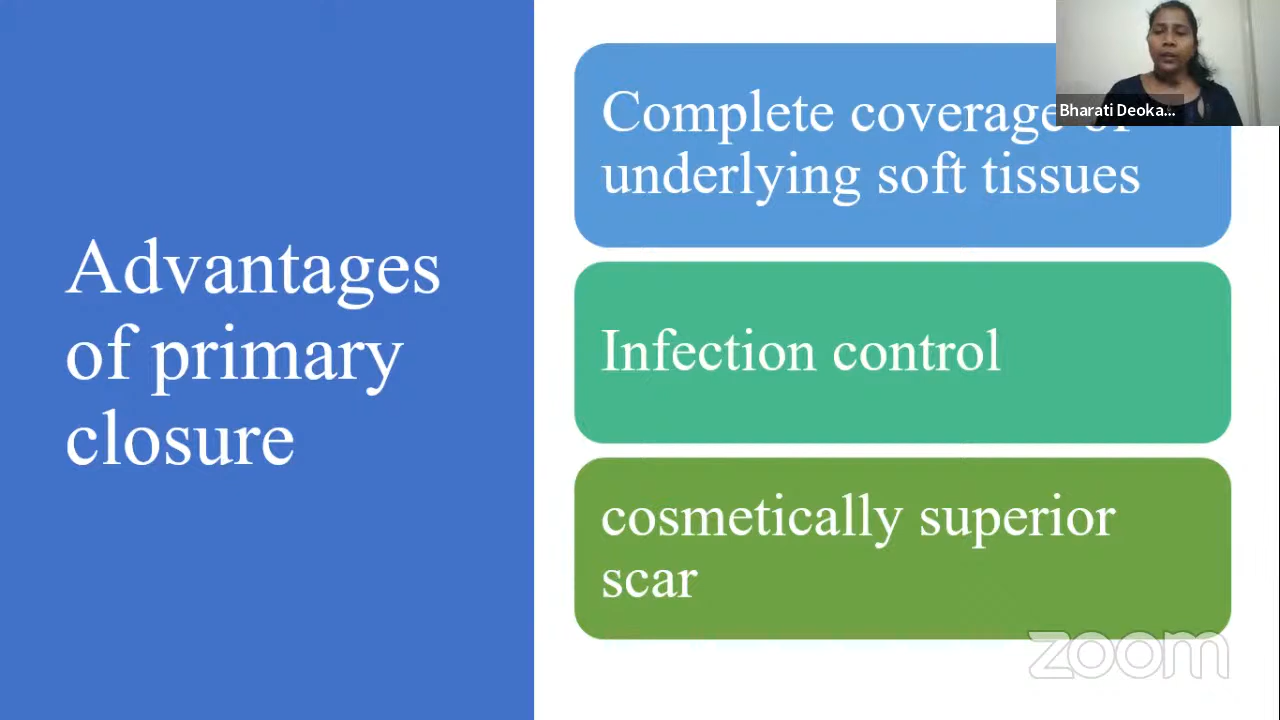 Advantages
of primary
closure
Complete coverage
underlying soft tissues
Infection control
cosmetically superior
scar
Bharati Deoka...
zoom